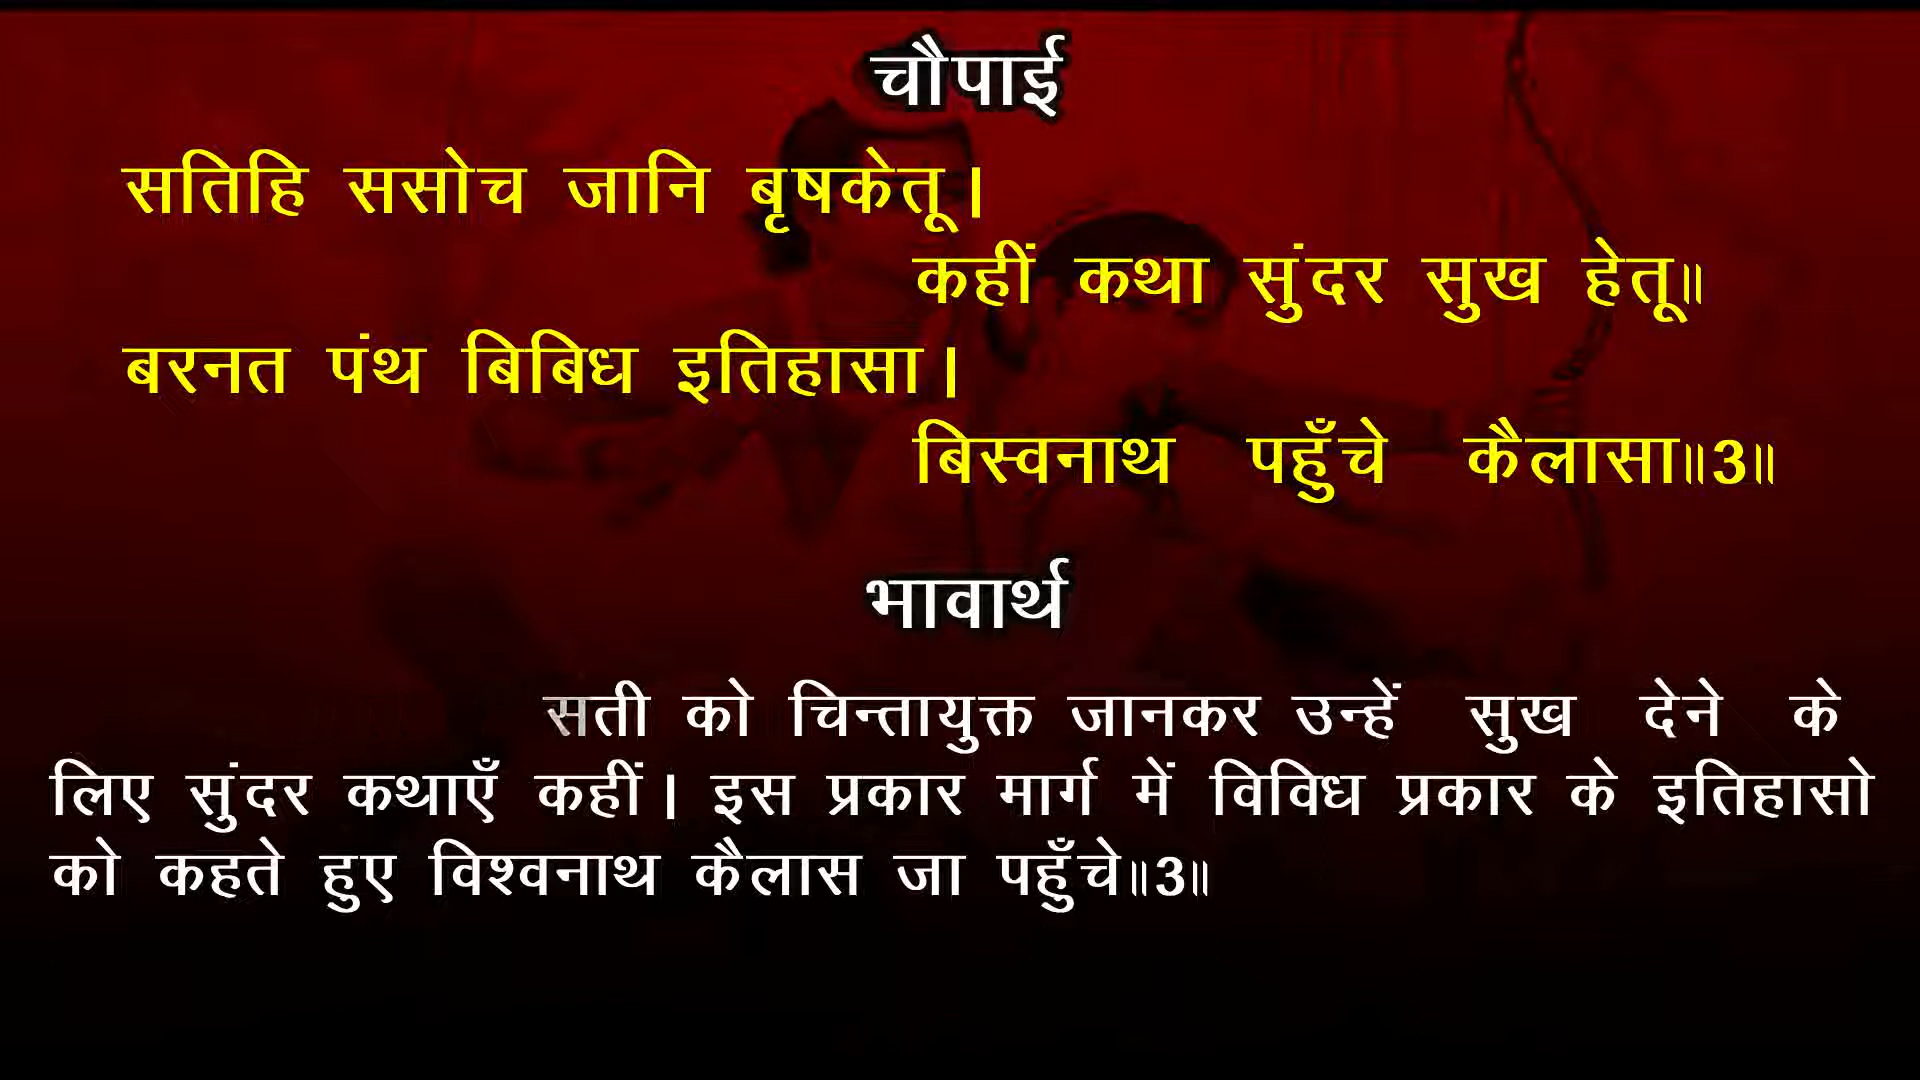 चौपाई
सतिहि ससोच जानि बृषकेतू।
कहीं कथा सुंदर सुख हेतू॥
बरनत पंथ बिबिध इतिहासा।
बिस्वनाथ पहुँचे कैलासा॥3॥
भावार्थ
सती को चिन्तायुक्त जानकर उन्हें सुख देने के
लिए सुंदर कथाएँ कहीं। इस प्रकार मार्ग में विविध प्रकार के इतिहासो
को कहते हुए विश्वनाथ कैलास जा पहुँचे॥3॥